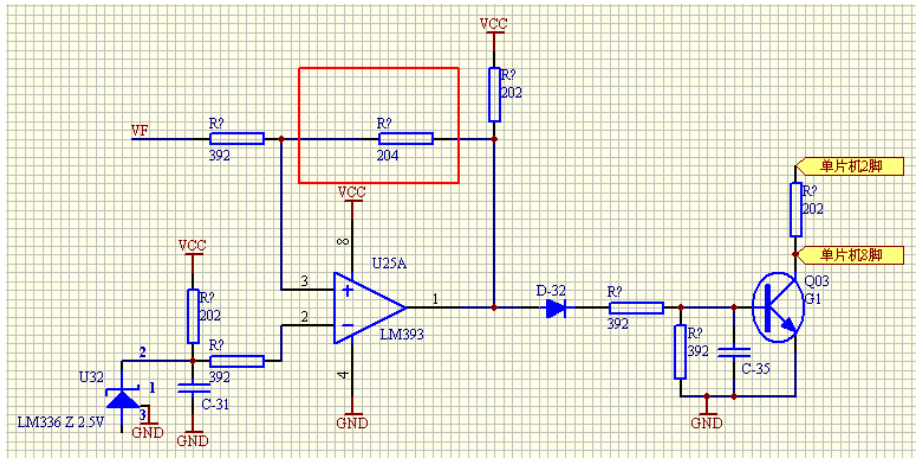 VCC
R?
202
VF
R?
392
R?
204
单片机2脚
VCC
R?
202
8
VCC
单片机8脚
U25A
3
+
1
D-32
R?
392
Q03
G1
R?
202
2
−
LM393
R?
392
R?
392
C-35
2
U32
1
C-31
4
3
LM336 Z 2.5V
GND
GND
GND
GND